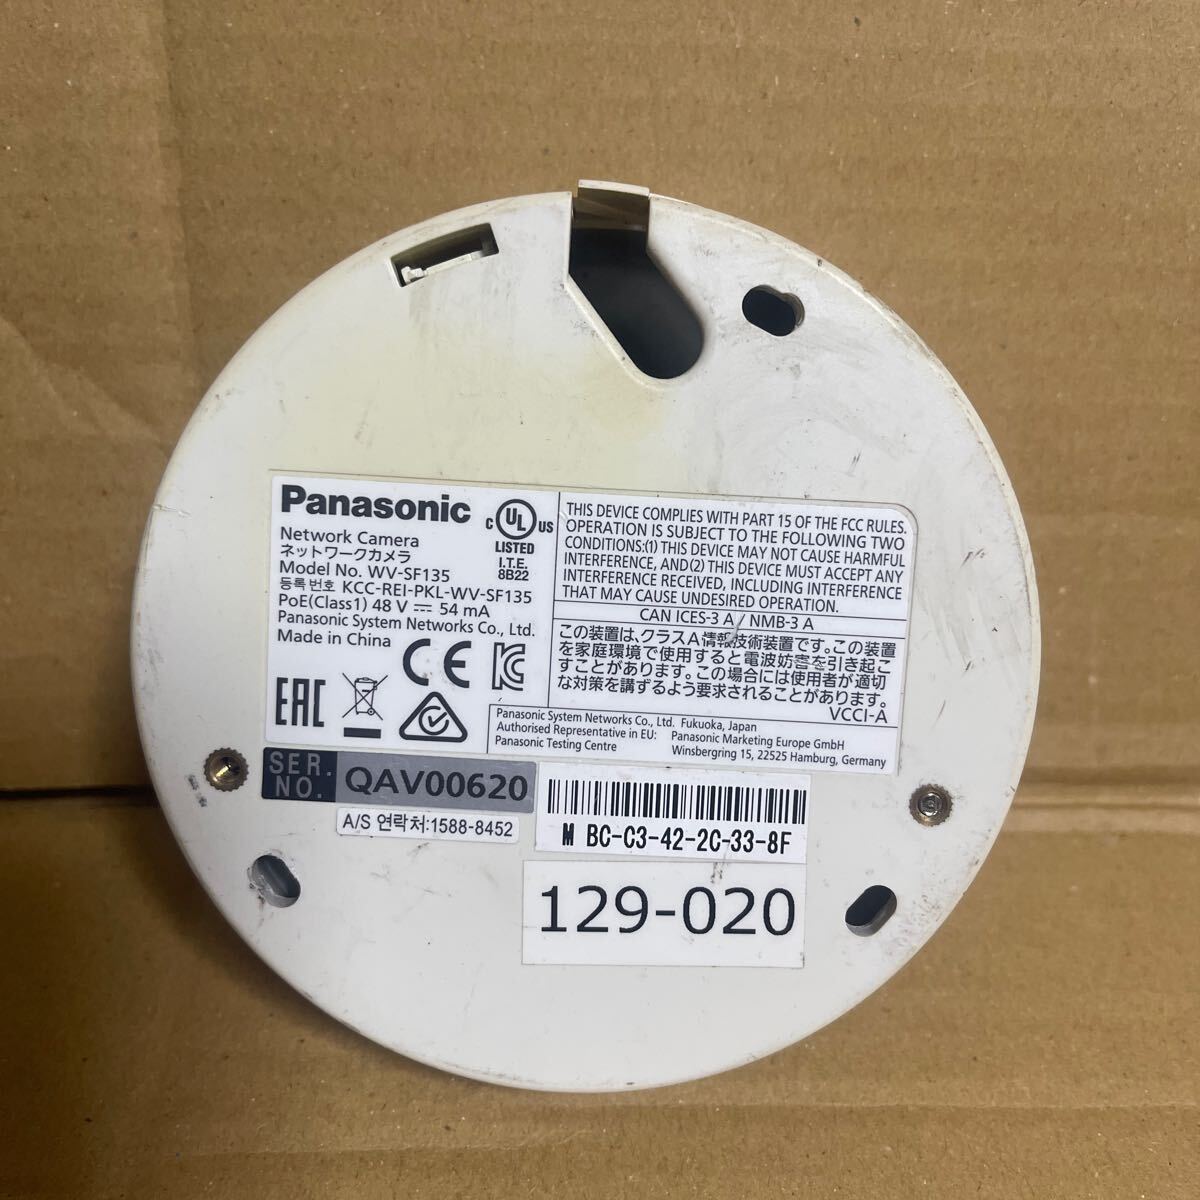 Panasonic
Network Camera
ネットワークカメラ
Model No. WV-SF135
등록번호 KCC-REI-PKL-WV-SF135
PoE(Class1) 48 V ⎓ 54 mA
Panasonic System Networks Co., Ltd.
Made in China
C UL US
LISTED
I.T.E.
8B22
CE
EAC
THIS DEVICE COMPLIES WITH PART 15 OF THE FCC RULES.
OPERATION IS SUBJECT TO THE FOLLOWING TWO
CONDITIONS:(1) THIS DEVICE MAY NOT CAUSE HARMFUL
INTERFERENCE, AND(2) THIS DEVICE MUST ACCEPT ANY
INTERFERENCE RECEIVED, INCLUDING INTERFERENCE
THAT MAY CAUSE UNDESIRED OPERATION.
CAN ICES-3 A / NMB-3 A
この装置は、クラスA情報技術装置です。この装置
を家庭環境で使用すると電波妨害を引き起こ
すことがあります。この場合には使用者が適切
な対策を講ずるよう要求されることがあります。
VCCI-A
Panasonic System Networks Co., Ltd. Fukuoka, Japan
Authorised Representative in EU: Panasonic Marketing Europe GmbH
Panasonic Testing Centre Winsbergring 15, 22525 Hamburg, Germany
SER.
NO.
QAV00620
A/S 연락처:1588-8452
M BC-C3-42-2C-33-8F
129-020